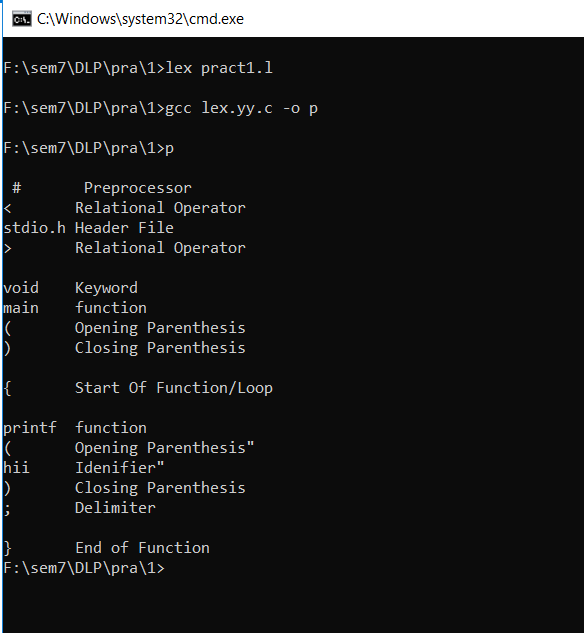 C:\Windows\system32\cmd.exe
F:\sem7\DLP\pra\1>lex pract1.l
F:\sem7\DLP\pra\1>gcc lex.yy.c -o p
F:\sem7\DLP\pra\1>p
 #       Preprocessor
<       Relational Operator
stdio.h Header File
>       Relational Operator
void    Keyword
main    function
(       Opening Parenthesis
)       Closing Parenthesis
{       Start Of Function/Loop
printf  function
(       Opening Parenthesis"
hii     Idenifier"
)       Closing Parenthesis
;       Delimiter
}       End of Function
F:\sem7\DLP\pra\1>